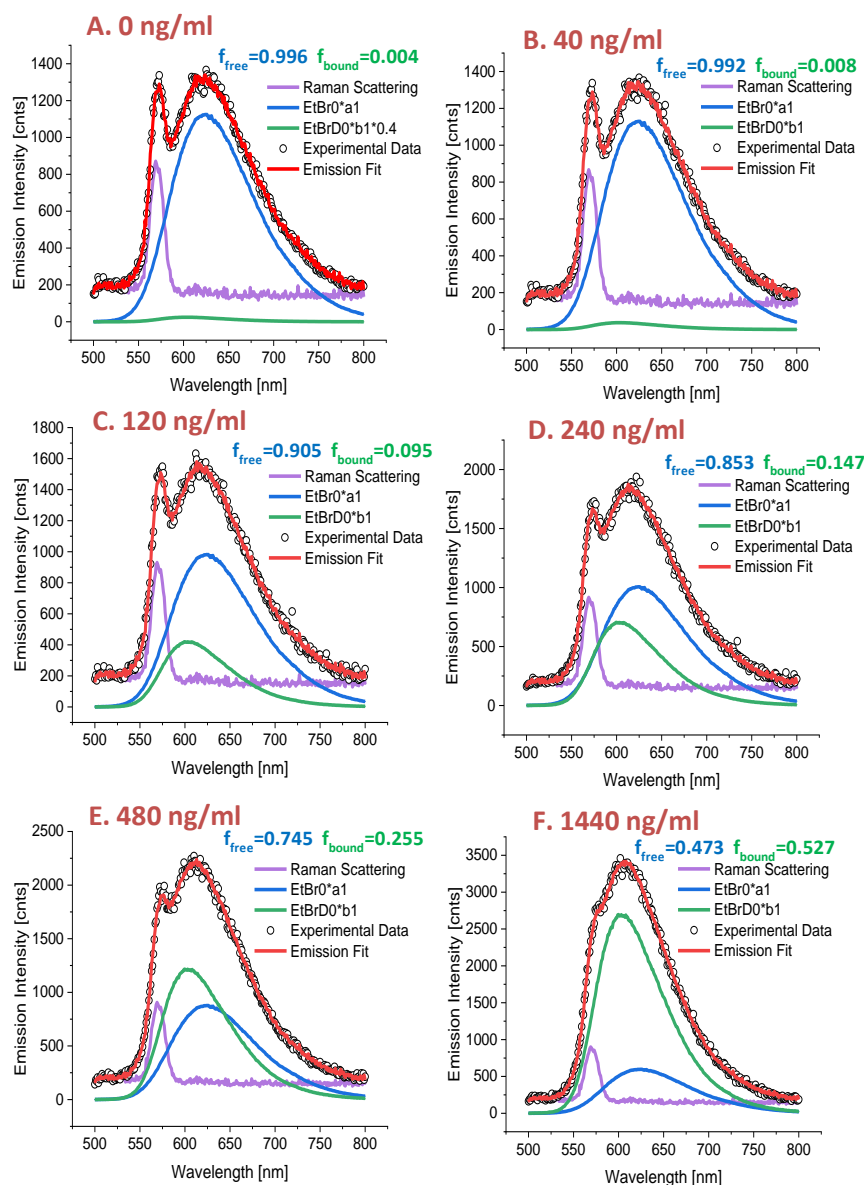 A. 0 ng/ml
f_free=0.996 f_bound=0.004
Raman Scattering
EtBr0*a1
EtBrD0*b1*0.4
Experimental Data
Emission Fit
Emission Intensity [cnts]
1400
1200
1000
800
600
400
200
0
500 550 600 650 700 750 800
Wavelength [nm]
B. 40 ng/ml
f_free=0.992 f_bound=0.008
Raman Scattering
EtBr0*a1
EtBrD0*b1
Experimental Data
Emission Fit
Emission Intensity [cnts]
1400
1200
1000
800
600
400
200
0
500 550 600 650 700 750 800
Wavelength [nm]
C. 120 ng/ml
f_free=0.905 f_bound=0.095
Raman Scattering
EtBr0*a1
EtBrD0*b1
Experimental Data
Emission Fit
Emission Intensity [cnts]
1800
1600
1400
1200
1000
800
600
400
200
0
500 550 600 650 700 750 800
Wavelength [nm]
D. 240 ng/ml
f_free=0.853 f_bound=0.147
Raman Scattering
EtBr0*a1
EtBrD0*b1
Experimental Data
Emission Fit
Emission Intensity [cnts]
2000
1500
1000
500
0
500 550 600 650 700 750 800
Wavelength [nm]
E. 480 ng/ml
f_free=0.745 f_bound=0.255
Raman Scattering
EtBr0*a1
EtBrD0*b1
Experimental Data
Emission Fit
Emission Intensity [cnts]
2500
2250
1750
1500
1250
1000
750
500
250
0
500 550 600 650 700 750 800
Wavelength [nm]
F. 1440 ng/ml
f_free=0.473 f_bound=0.527
Raman Scattering
EtBr0*a1
EtBrD0*b1
Experimental Data
Emission Fit
Emission Intensity [cnts]
3500
3000
2500
2000
1500
1000
500
0
500 550 600 650 700 750 800
Wavelength [nm]